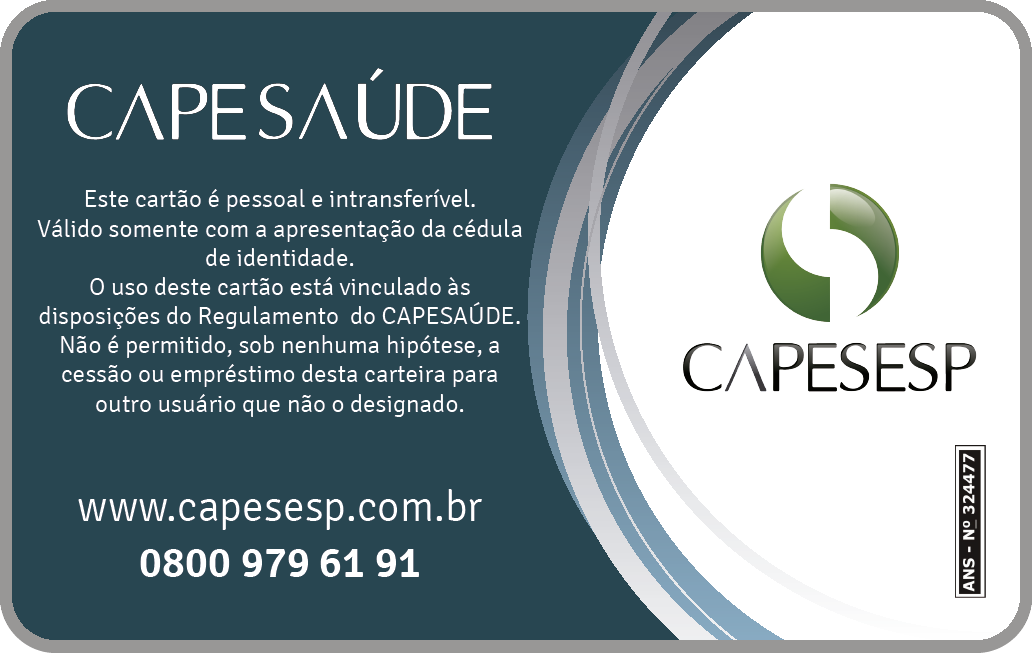 CAPESAÚDE
Este cartão é pessoal e intransferível.
Válido somente com a apresentação da cédula
de identidade.
O uso deste cartão está vinculado às
disposições do Regulamento do CAPESAÚDE.
Não é permitido, sob nenhuma hipótese, a
cessão ou empréstimo desta carteira para
outro usuário que não o designado.
www.capesesp.com.br
0800 979 61 91
CAPESESP
ANS - Nº 324477